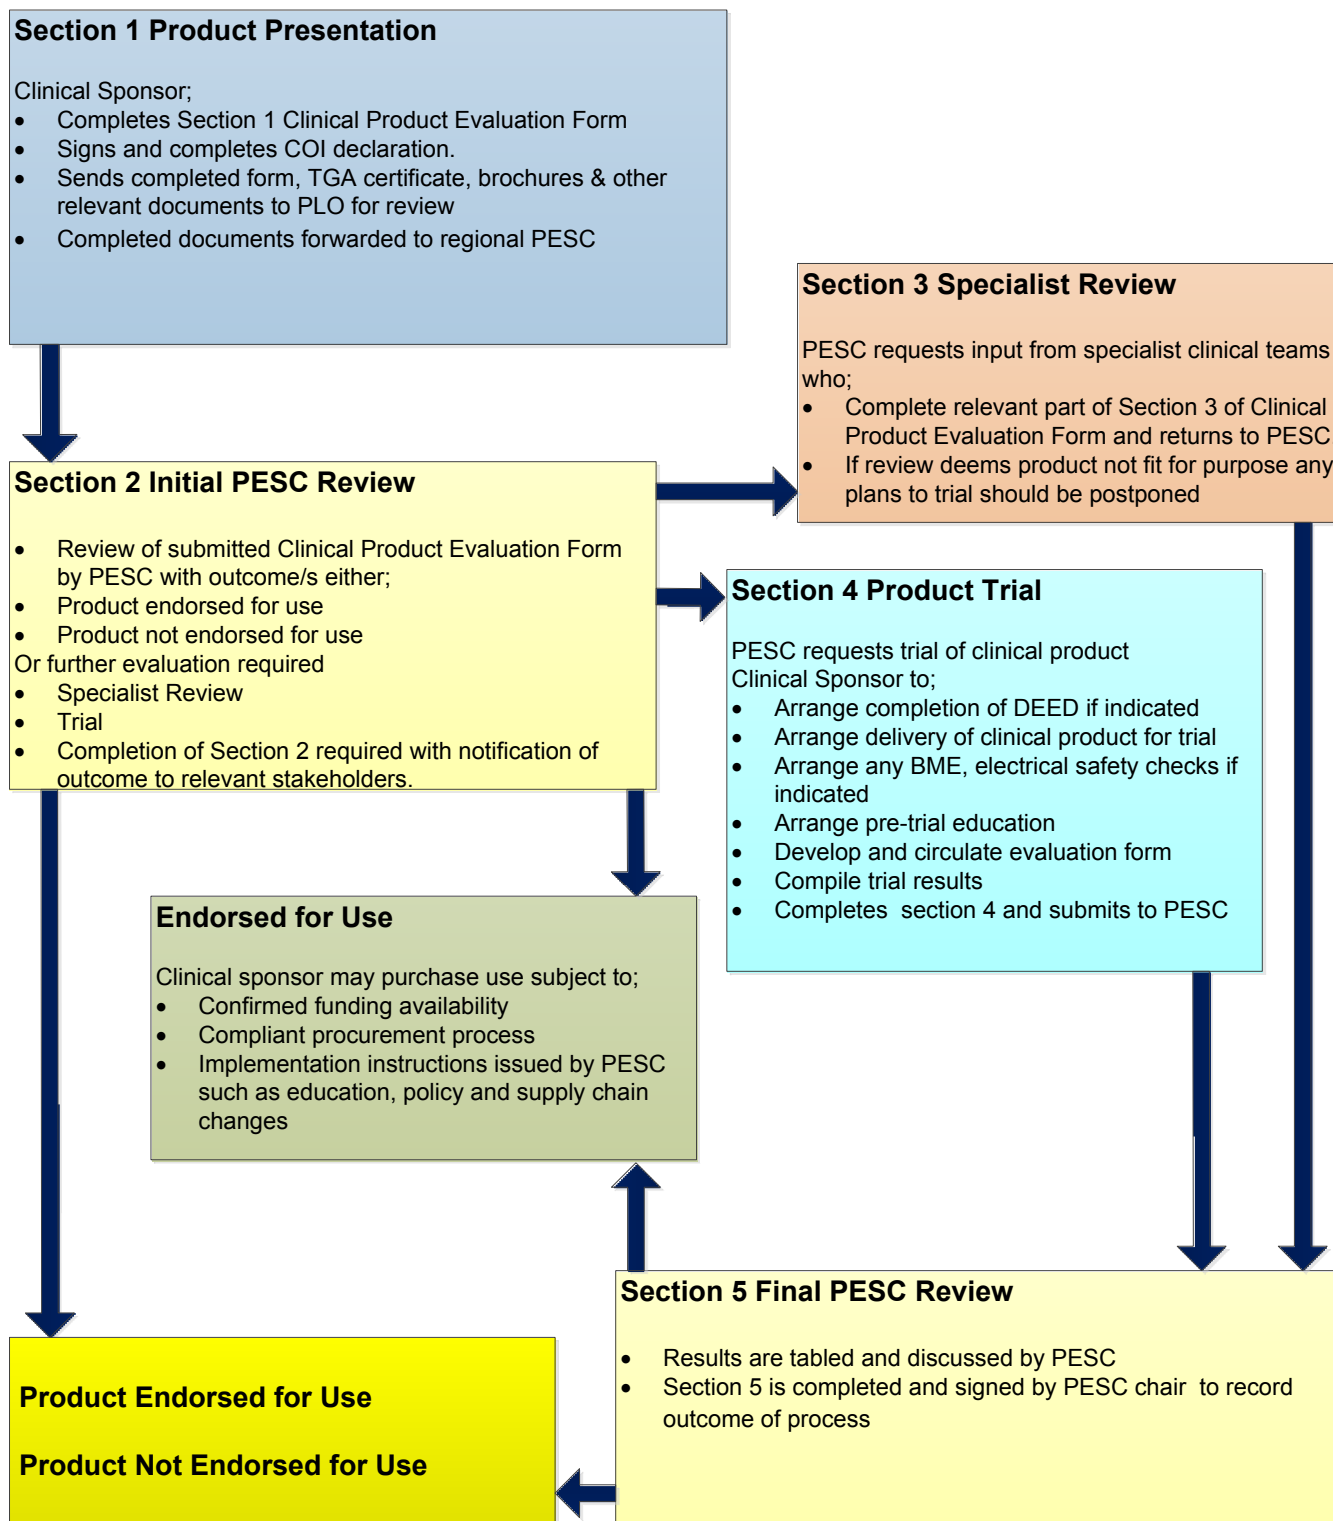 Section 1 Product Presentation
Clinical Sponsor;
• Completes Section 1 Clinical Product Evaluation Form
• Signs and completes COI declaration.
• Sends completed form, TGA certificate, brochures & other
relevant documents to PLO for review
• Completed documents forwarded to regional PESC
Section 3 Specialist Review
PESC requests input from specialist clinical teams
who;
• Complete relevant part of Section 3 of Clinical
Product Evaluation Form and returns to PESC
• If review deems product not fit for purpose any
plans to trial should be postponed
Section 2 Initial PESC Review
• Review of submitted Clinical Product Evaluation Form
by PESC with outcome/s either;
• Product endorsed for use
• Product not endorsed for use
Or further evaluation required
• Specialist Review
• Trial
• Completion of Section 2 required with notification of
outcome to relevant stakeholders.
Section 4 Product Trial
PESC requests trial of clinical product
Clinical Sponsor to;
• Arrange completion of DEED if indicated
• Arrange delivery of clinical product for trial
• Arrange any BME, electrical safety checks if
indicated
• Arrange pre-trial education
• Develop and circulate evaluation form
• Compile trial results
• Completes section 4 and submits to PESC
Endorsed for Use
Clinical sponsor may purchase use subject to;
• Confirmed funding availability
• Compliant procurement process
• Implementation instructions issued by PESC
such as education, policy and supply chain
changes
Section 5 Final PESC Review
• Results are tabled and discussed by PESC
• Section 5 is completed and signed by PESC chair to record
outcome of process
Product Endorsed for Use
Product Not Endorsed for Use